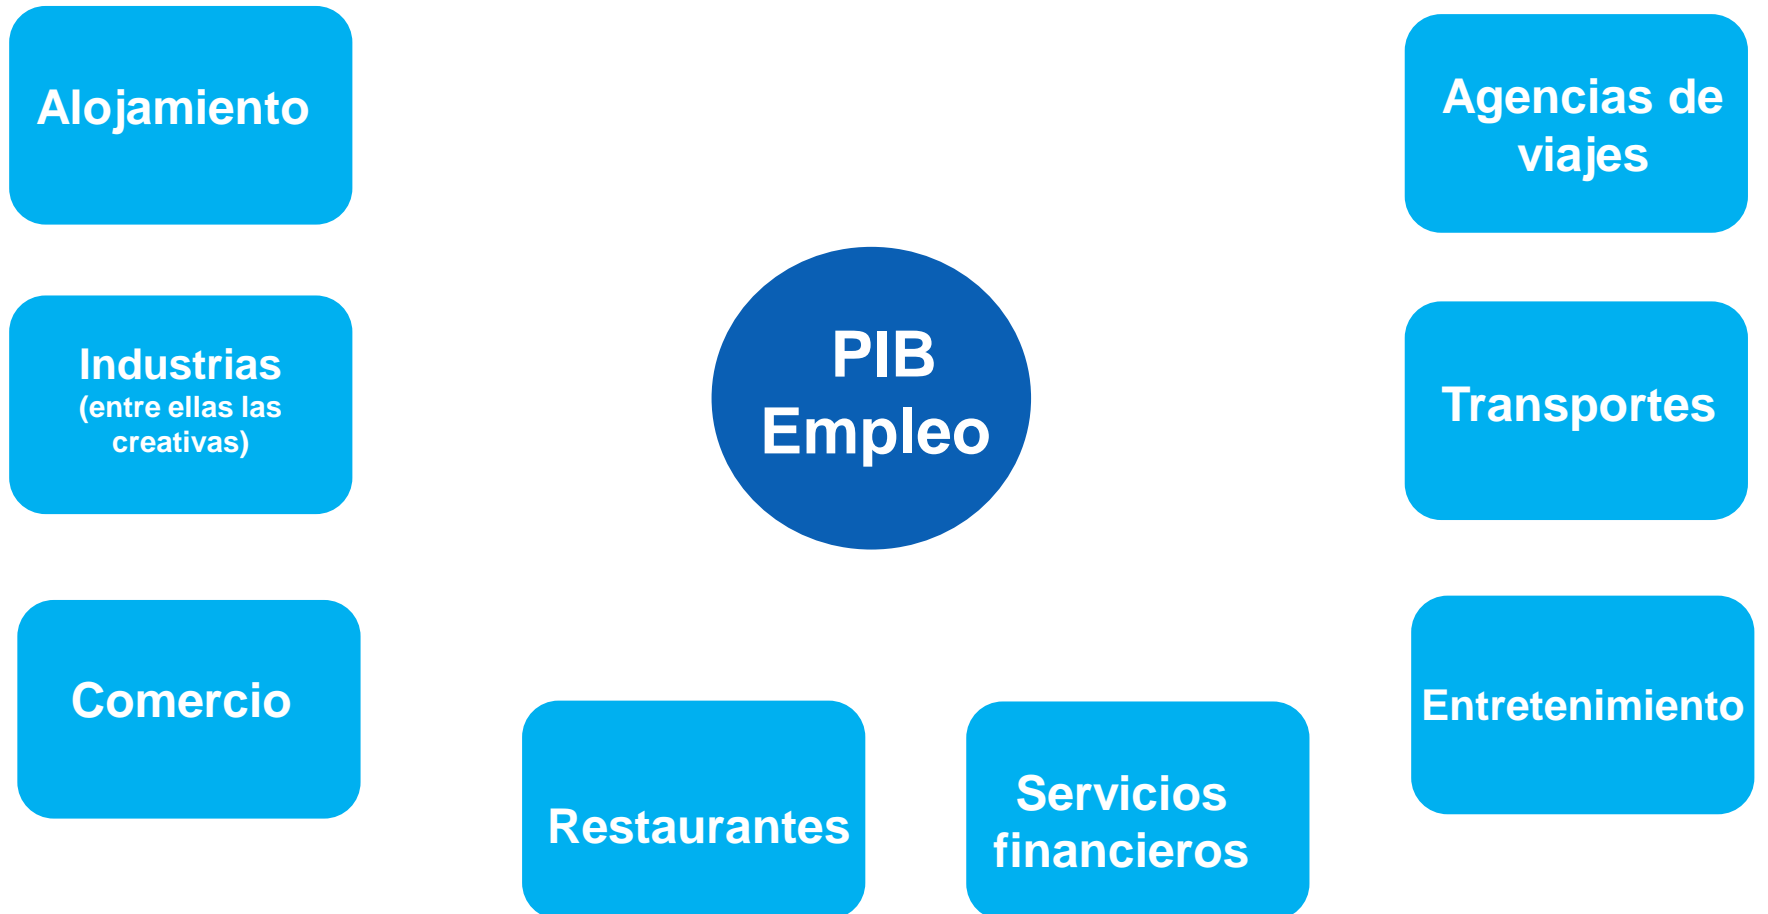 Alojamiento
Agencias de
viajes
Industrias
(entre ellas las
creativas)
PIB
Empleo
Transportes
Comercio
Entretenimiento
Restaurantes
Servicios
financieros